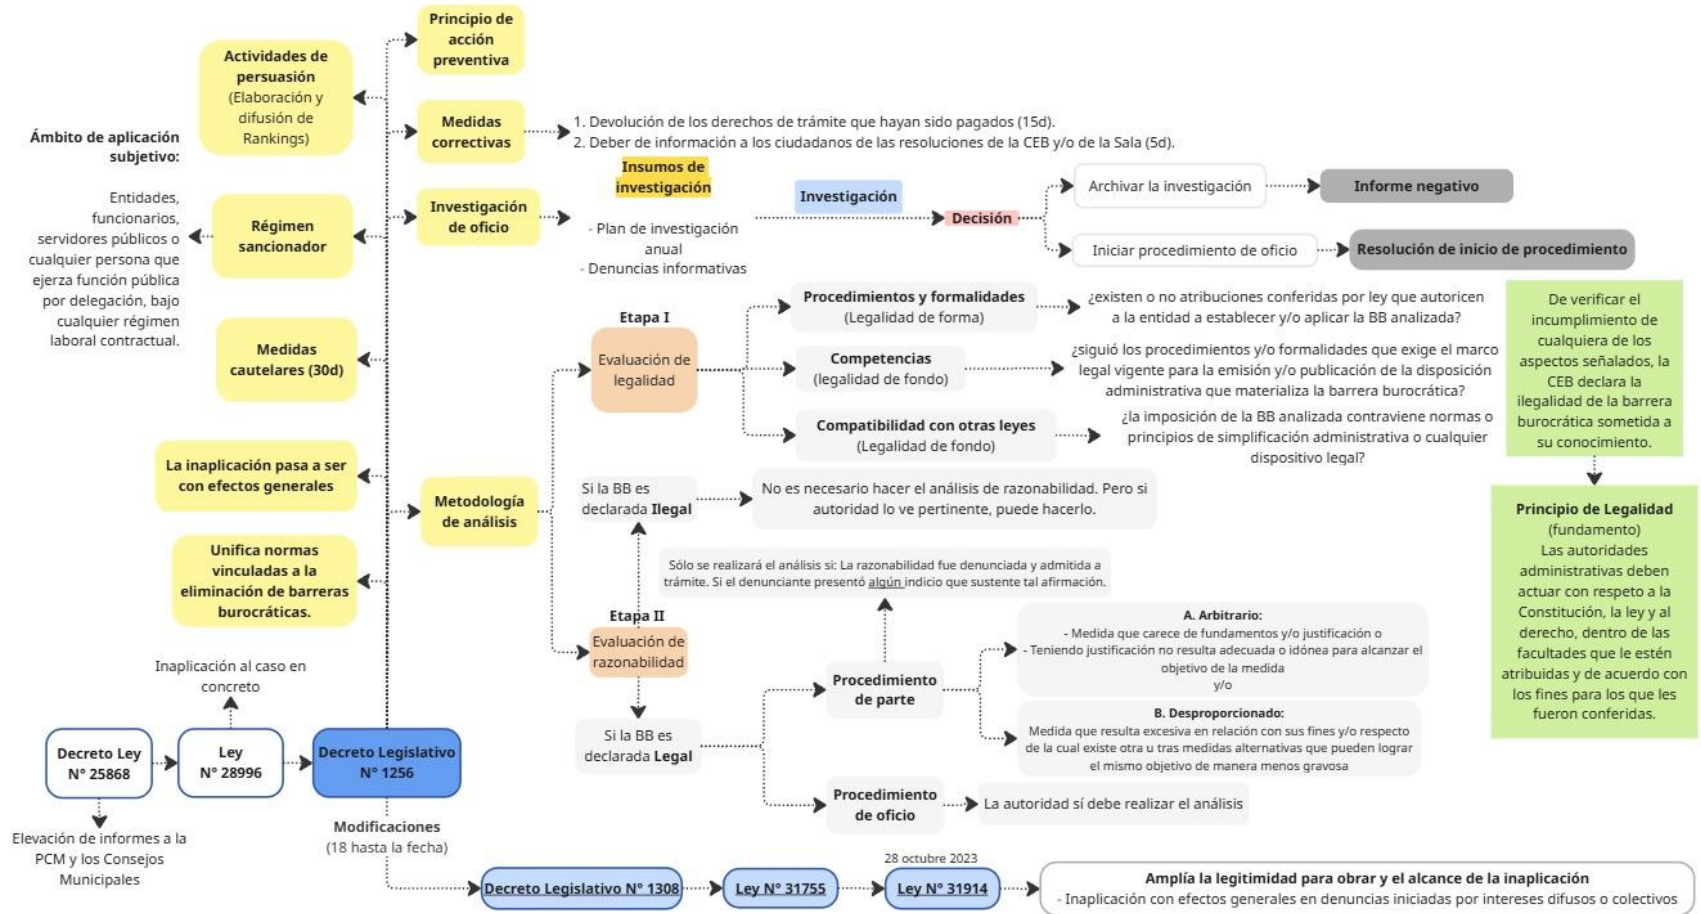 Principio de
acción
preventiva
Actividades de
persuasión
(Elaboración y
difusión de
Rankings)
Medidas
correctivas
1. Devolución de los derechos de trámite que hayan sido pagados (15d).
2. Deber de información a los ciudadanos de las resoluciones de la CEB y/o de la Sala (5d).
Ámbito de aplicación
subjetivo:
Entidades,
funcionarios,
servidores públicos o
cualquier persona que
ejerza función pública
por delegación, bajo
cualquier régimen
laboral contractual.
Régimen
sancionador
Investigación
de oficio
Insumos de
investigación
- Plan de investigación
anual
- Denuncias informativas
Investigación
Decisión
Archivar la investigación
Informe negativo
Iniciar procedimiento de oficio
Resolución de inicio de procedimiento
Medidas
cautelares (30d)
La inaplicación pasa a ser
con efectos generales
Unifica normas
vinculadas a la
eliminación de barreras
burocráticas.
Metodología
de análisis
Etapa I
Evaluación de
legalidad
Procedimientos y formalidades
(Legalidad de forma)
¿existen o no atribuciones conferidas por ley que autoricen
a la entidad a establecer y/o aplicar la BB analizada?
Competencias
(legalidad de fondo)
¿siguió los procedimientos y/o formalidades que exige el marco
legal vigente para la emisión y/o publicación de la disposición
administrativa que materializa la barrera burocrática?
Compatibilidad con otras leyes
(Legalidad de fondo)
¿la imposición de la BB analizada contraviene normas o
principios de simplificación administrativa o cualquier
dispositivo legal?
De verificar el
incumplimiento de
cualquiera de los
aspectos señalados, la
CEB declara la
ilegalidad de la barrera
burocrática sometida a
su conocimiento.
Principio de Legalidad
(fundamento)
Las autoridades
administrativas deben
actuar con respeto a la
Constitución, la ley y al
derecho, dentro de las
facultades que le estén
atribuidas y de acuerdo con
los fines para los que les
fueron conferidas.
Si la BB es
declarada Ilegal
No es necesario hacer el análisis de razonabilidad. Pero si
autoridad lo ve pertinente, puede hacerlo.
Sólo se realizará el análisis si: La razonabilidad fue denunciada y admitida a
trámite. Si el denunciante presentó algún indicio que sustente tal afirmación.
Etapa II
Evaluación de
razonabilidad
Si la BB es
declarada Legal
Procedimiento
de parte
A. Arbitrario:
- Medida que carece de fundamentos y/o justificación o
- Teniendo justificación no resulta adecuada o idónea para alcanzar el
objetivo de la medida
y/o
B. Desproporcionado:
Medida que resulta excesiva en relación con sus fines y/o respecto
de la cual existe otra u tras medidas alternativas que pueden lograr
el mismo objetivo de manera menos gravosa
Procedimiento
de oficio
La autoridad sí debe realizar el análisis
Inaplicación al caso en
concreto
Decreto Ley
N° 25868
Ley
N° 28996
Decreto Legislativo
N° 1256
Elevación de informes a la
PCM y los Consejos
Municipales
Modificaciones
(18 hasta la fecha)
Decreto Legislativo N° 1308
Ley N° 31755
28 octubre 2023
Ley N° 31914
Amplía la legitimidad para obrar y el alcance de la inaplicación
- Inaplicación con efectos generales en denuncias iniciadas por intereses difusos o colectivos